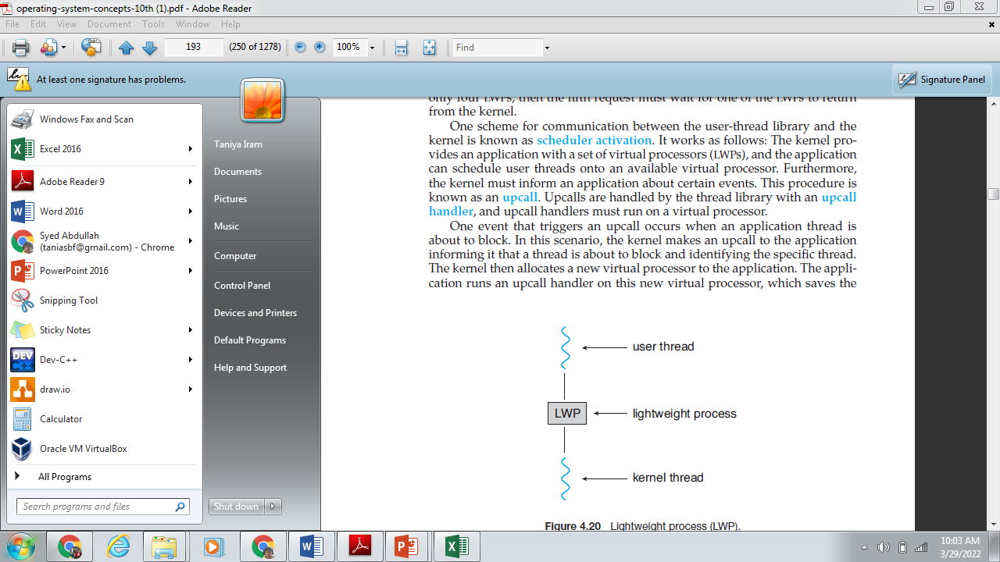 operating-system-concepts-10th (1).pdf - Adobe Reader
File Edit View Document Tools Window Help
193 (250 of 1278) 100% Find
At least one signature has problems.
Signature Panel
Windows Fax and Scan
Excel 2016
Adobe Reader 9
Word 2016
Syed Abdullah
(taniasbf@gmail.com) - Chrome
PowerPoint 2016
Snipping Tool
Sticky Notes
DEV
C++
Dev-C++
draw.io
Calculator
Oracle VM VirtualBox
All Programs
Search programs and files
Taniya Iram
Documents
Pictures
Music
Computer
Control Panel
Devices and Printers
Default Programs
Help and Support
Shut down
only four LWPs, then the fifth request must wait for one of the LWPs to return
from the kernel.
One scheme for communication between the user-thread library and the
kernel is known as scheduler activation. It works as follows: The kernel pro-
vides an application with a set of virtual processors (LWPs), and the application
can schedule user threads onto an available virtual processor. Furthermore,
the kernel must inform an application about certain events. This procedure is
known as an upcall. Upcalls are handled by the thread library with an upcall
handler, and upcall handlers must run on a virtual processor.
One event that triggers an upcall occurs when an application thread is
about to block. In this scenario, the kernel makes an upcall to the application
informing it that a thread is about to block and identifying the specific thread.
The kernel then allocates a new virtual processor to the application. The appli-
cation runs an upcall handler on this new virtual processor, which saves the
user thread
LWP
lightweight process
kernel thread
Figure 4.20 Lightweight process (LWP).
10:03 AM
3/29/2022